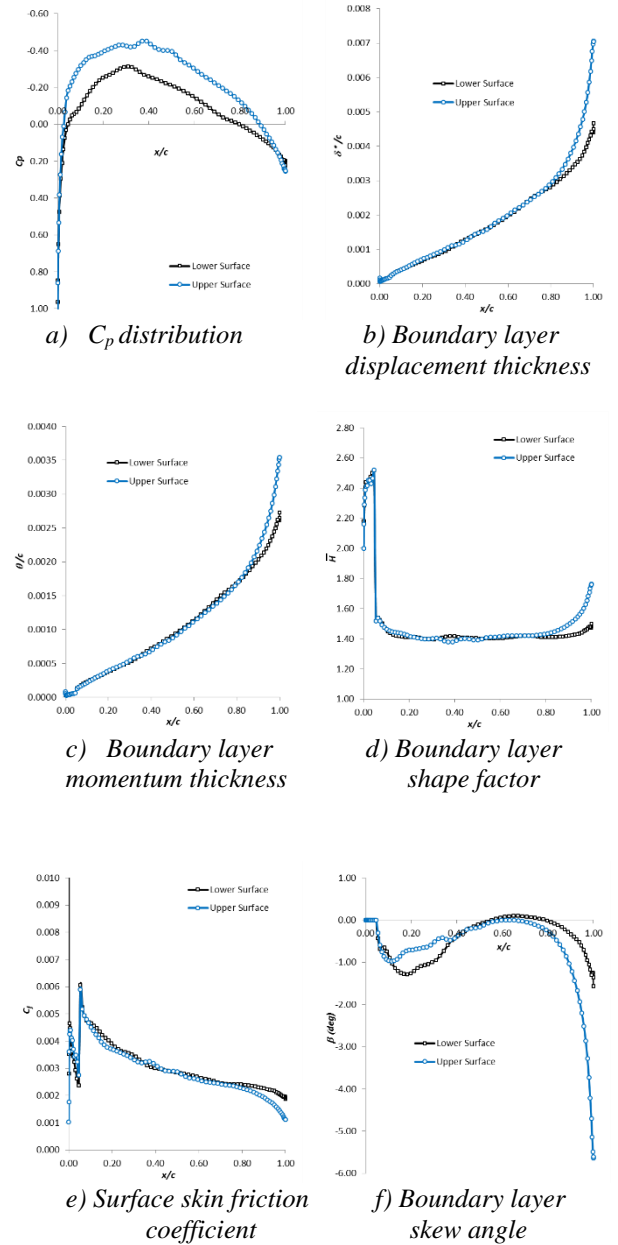 -0.60
-0.40
-0.20
0.00
0.20
0.40
0.60
0.80
1.00
0.00 0.20 0.40 0.60 0.80 1.00
Cp
x/c
Lower Surface
Upper Surface
a) Cp distribution
0.008
0.007
0.006
0.005
0.004
0.003
0.002
0.001
0.000
δ*/c
Lower Surface
Upper Surface
0.00 0.20 0.40 0.60 0.80 1.00
x/c
b) Boundary layer
displacement thickness
0.0040
0.0035
0.0030
0.0025
0.0020
0.0015
0.0010
0.0005
0.0000
θ/c
Lower Surface
Upper Surface
0.00 0.20 0.40 0.60 0.80 1.00
x/c
c) Boundary layer
momentum thickness
2.80
2.60
2.40
2.20
2.00
1.80
1.60
1.40
1.20
1.00
H
Lower Surface
Upper Surface
0.00 0.20 0.40 0.60 0.80 1.00
x/c
d) Boundary layer
shape factor
0.010
0.009
0.008
0.007
0.006
0.005
0.004
0.003
0.002
0.001
0.000
Cf
Lower Surface
Upper Surface
0.00 0.20 0.40 0.60 0.80 1.00
x/c
e) Surface skin friction
coefficient
1.00
0.00
-1.00
-2.00
-3.00
-4.00
-5.00
-6.00
0.00 0.20 0.40 0.60 0.80 1.00
x/c
β (deg)
Lower Surface
Upper Surface
f) Boundary layer
skew angle